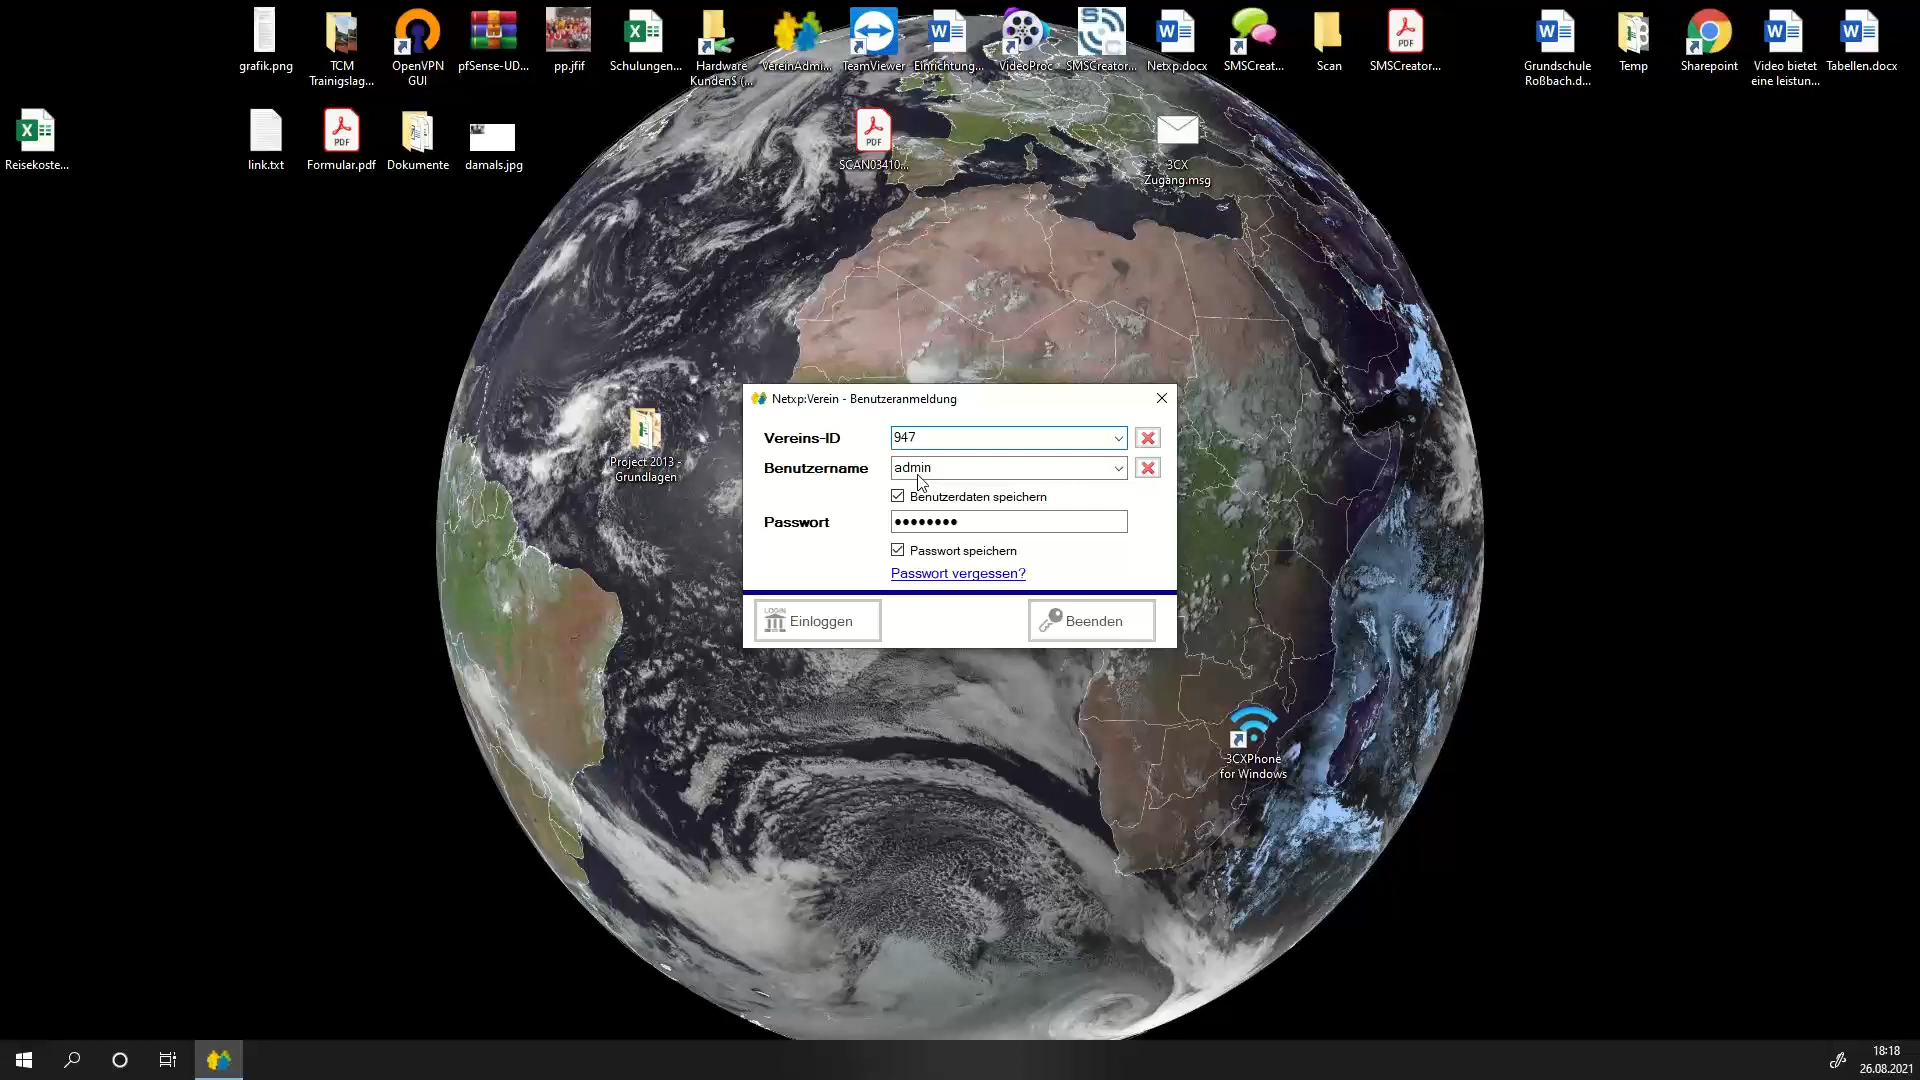 grafik.png
TCM
Trainigslag...
OpenVPN
GUI
pfSense-UD...
pp.jfif
Schulungen...
Hardware
Kunden$ (...
VereinAdmi...
TeamViewer
Einrichtung...
VideoProc
SMSCreator...
Netxp.docx
SMSCreat...
Scan
SMSCreator...
Grundschule
Roßbach.d...
Temp
Sharepoint
Video bietet
eine leistun...
Tabellen.docx
Reisekoste...
link.txt
Formular.pdf
Dokumente
damals.jpg
SCAN03410...
3CX
Zugang.msg
Project 2013 -
Grundlagen
Netxp:Verein - Benutzeranmeldung
Vereins-ID 947
Benutzername admin
Benutzerdaten speichern
Passwort ••••••••
Passwort speichern
Passwort vergessen?
LOGIN
Einloggen
Beenden
3CXPhone
for Windows
18:18
26.08.2021